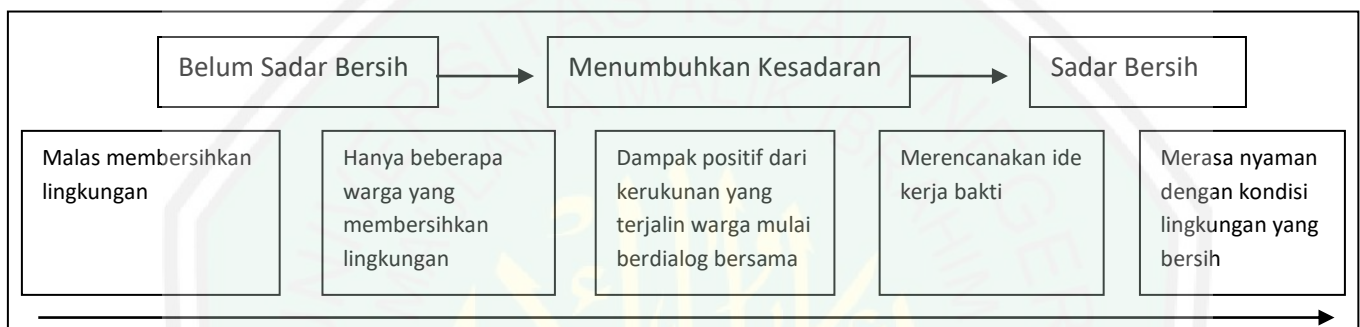 Belum Sadar Bersih
Menumbuhkan Kesadaran
Sadar Bersih
Malas membersihkan
lingkungan
Hanya beberapa
warga yang
membersihkan
lingkungan
Dampak positif dari
kerukunan yang
terjalin warga mulai
berdialog bersama
Merencanakan ide
kerja bakti
Merasa nyaman
dengan kondisi
lingkungan yang
bersih